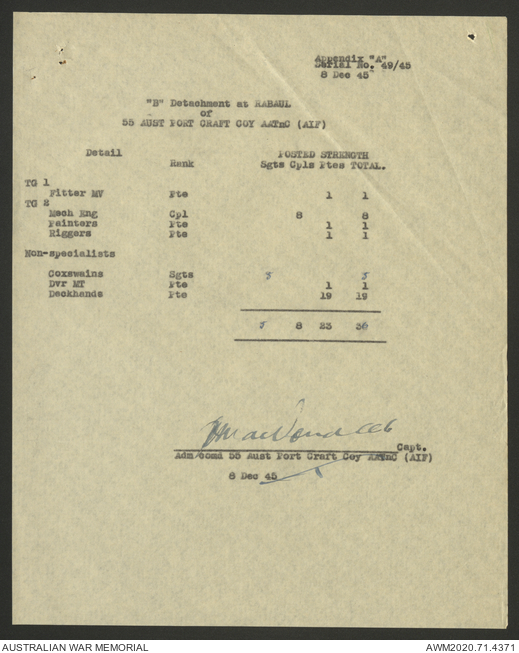 Appendix "A"
Serial No. 49/45
8 Dec 45
"B" Detachment at RABAUL
of
55 AUST PORT CRAFT COY AATnC (AIF)
Detail Rank POSTED STRENGTH
Sgts Cpls Ptes TOTAL.
TG 1
Fitter MV Pte 1 1
TG 2
Mech Eng Cpl 8 8
Painters Pte 1 1
Riggers Pte 1 1
Non-specialists
Coxswains Sgts 5 5
Dvr MT Pte 1 1
Deckhands Pte 19 19
5 8 23 36
Capt.
Adm/comd 55 Aust Port Craft Coy AATnC (AIF)
8 Dec 45
AUSTRALIAN WAR MEMORIAL AWM2020.71.4371